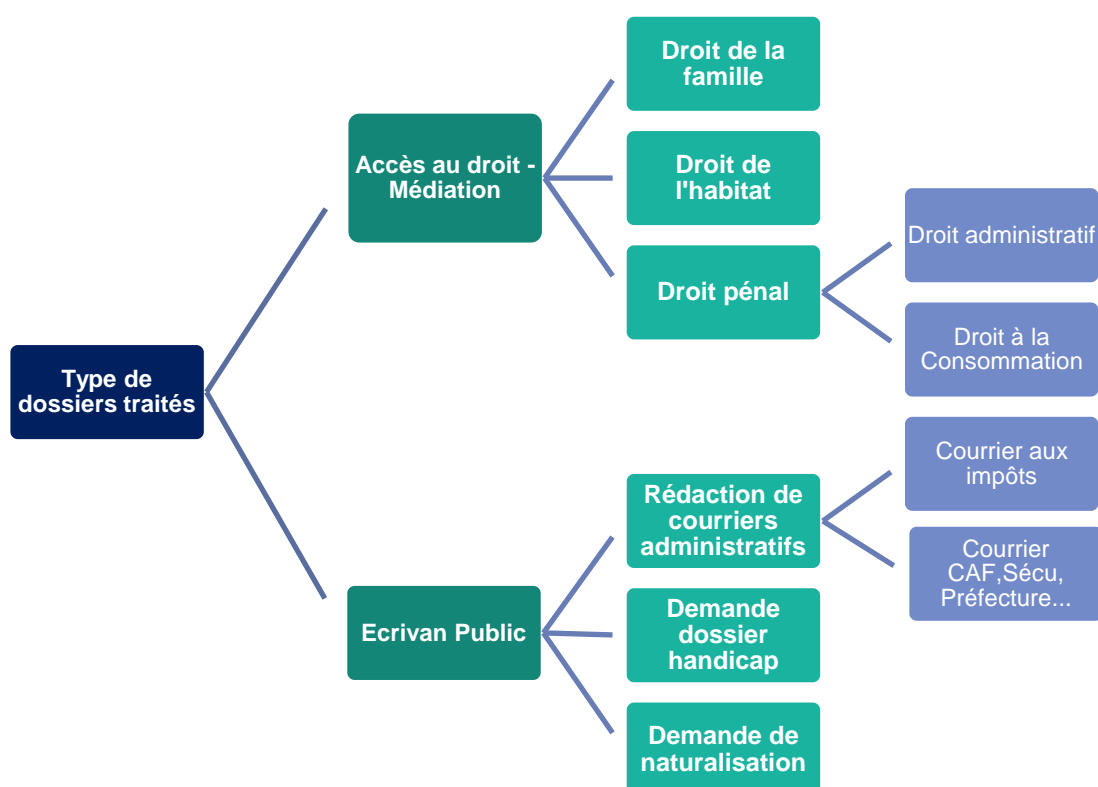 Type de
dossiers traités
Accès au droit -
Médiation
Droit de la
famille
Droit de
l'habitat
Droit pénal
Droit administratif
Droit à la
Consommation
Ecrivan Public
Rédaction de
courriers
administratifs
Courrier aux
impôts
Courrier
CAF,Sécu,
Préfecture...
Demande
dossier
handicap
Demande de
naturalisation